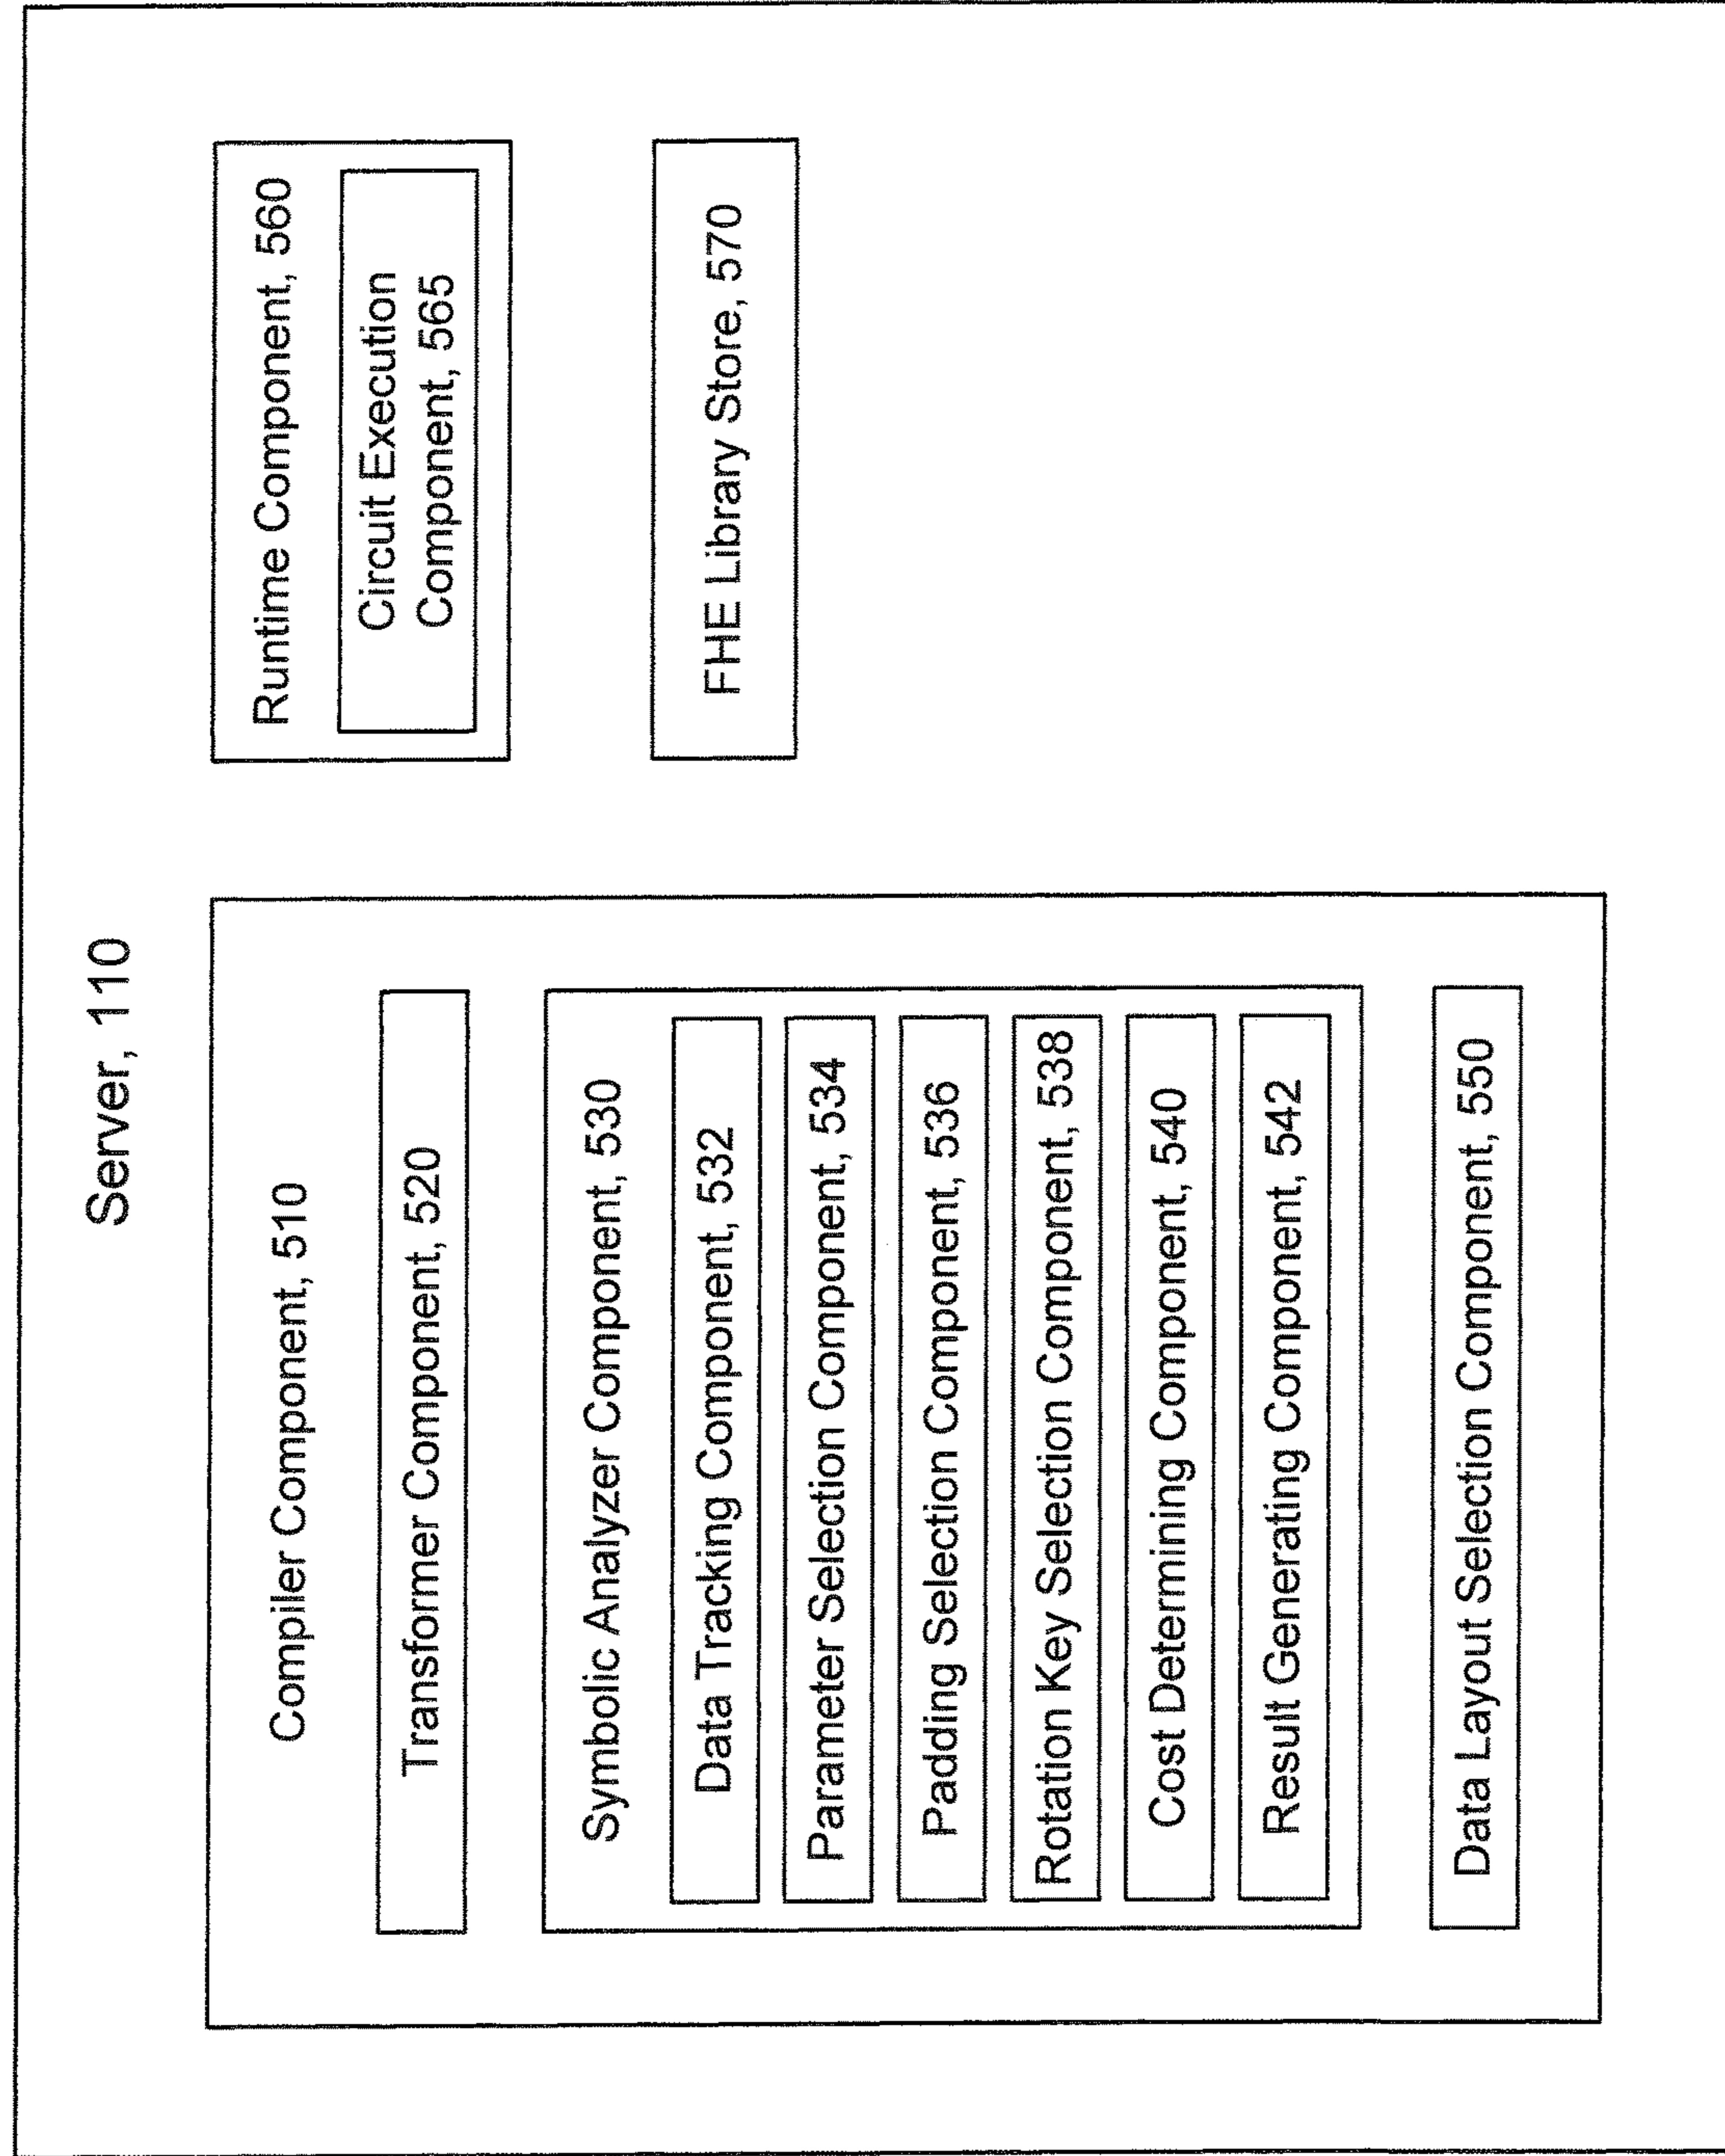 Server, 110
Compiler Component, 510
Transformer Component, 520
Symbolic Analyzer Component, 530
Data Tracking Component, 532
Parameter Selection Component, 534
Padding Selection Component, 536
Rotation Key Selection Component, 538
Cost Determining Component, 540
Result Generating Component, 542
Data Layout Selection Component, 550
Runtime Component, 560
Circuit Execution
Component, 565
FHE Library Store, 570